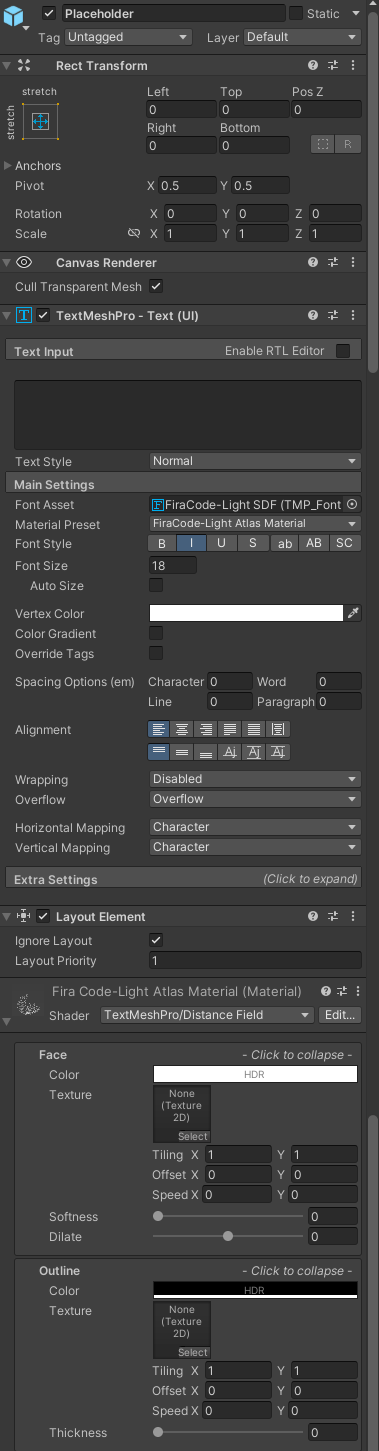 Placeholder Static
Tag Untagged Layer Default
Rect Transform
stretch
stretch
Left Top Pos Z
0 0 0
Right Bottom
0 0 R
Anchors
Pivot X 0.5 Y 0.5
Rotation X 0 Y 0 Z 0
Scale X 1 Y 1 Z 1
Canvas Renderer
Cull Transparent Mesh
TextMeshPro - Text (UI)
Text Input Enable RTL Editor
Text Style Normal
Main Settings
Font Asset FiraCode-Light SDF (TMP_Font
Material Preset FiraCode-Light Atlas Material
Font Style B I U S ab AB SC
Font Size 18
Auto Size
Vertex Color
Color Gradient
Override Tags
Spacing Options (em) Character 0 Word 0
Line 0 Paragraph 0
Alignment
Wrapping Disabled
Overflow Overflow
Horizontal Mapping Character
Vertical Mapping Character
Extra Settings (Click to expand)
Layout Element
Ignore Layout
Layout Priority 1
Fira Code-Light Atlas Material (Material)
Shader TextMeshPro/Distance Field Edit...
Face - Click to collapse -
Color HDR
Texture None
(Texture
2D)
Select
Tiling X 1 Y 1
Offset X 0 Y 0
Speed X 0 Y 0
Softness 0
Dilate 0
Outline - Click to collapse -
Color HDR
Texture None
(Texture
2D)
Select
Tiling X 1 Y 1
Offset X 0 Y 0
Speed X 0 Y 0
Thickness 0